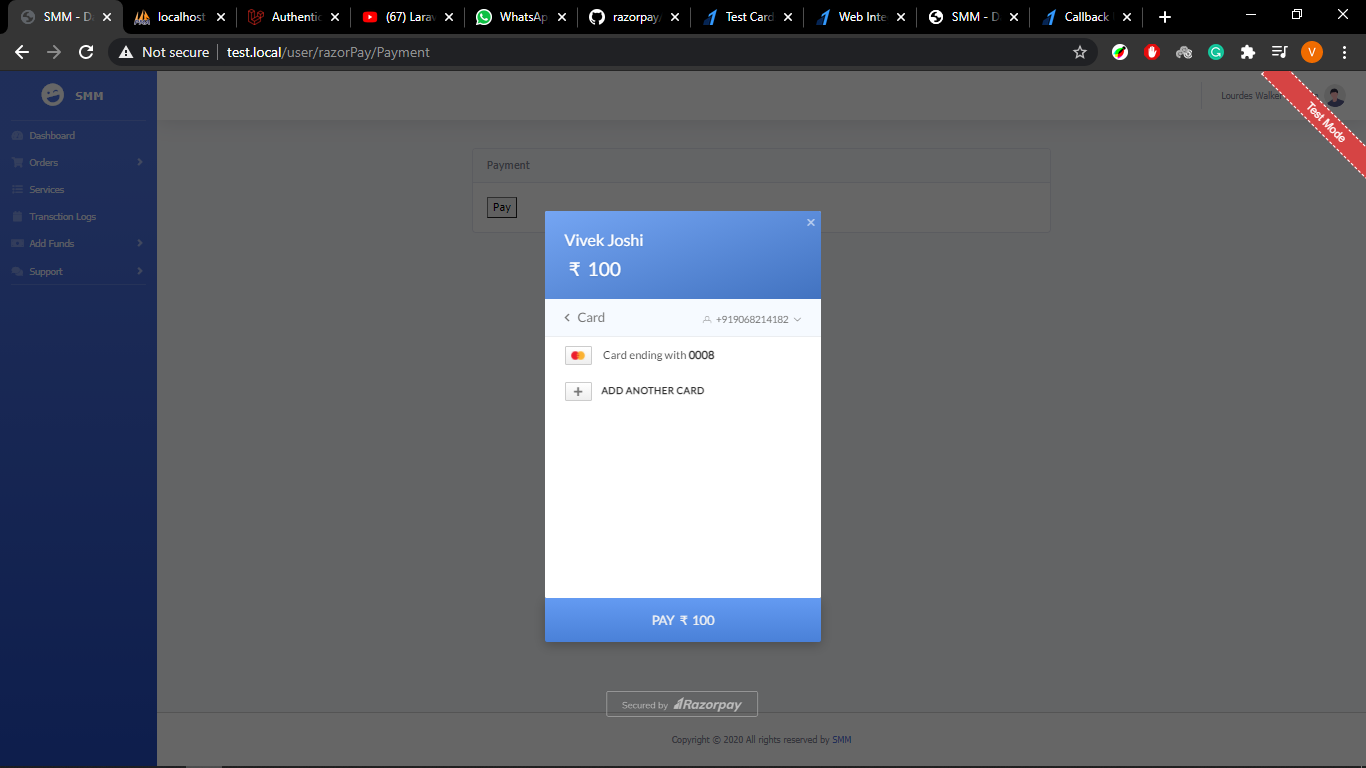 SMM - D
localhost
Authentic
(67) Larav
WhatsAp
razorpay
Test Card
Web Inte
SMM - D
Callback
Not secure
test.local/user/razorPay/Payment
V
SMM
Lourdes Walker
Test Mode
Dashboard
Orders
Services
Transction Logs
Add Funds
Support
Payment
Pay
Vivek Joshi
₹ 100
Card
+919068214182
Card ending with 0008
ADD ANOTHER CARD
PAY ₹ 100
Secured by Razorpay
Copyright © 2020 All rights reserved by SMM